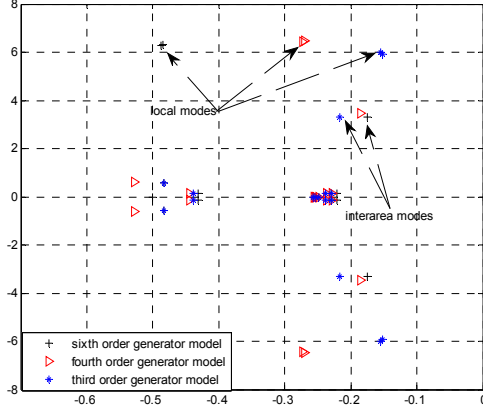 8
6
4
2
0
-2
-4
-6
-8
local modes
interarea modes
sixth order generator model
fourth order generator model
third order generator model
-0.6 -0.5 -0.4 -0.3 -0.2 -0.1 0